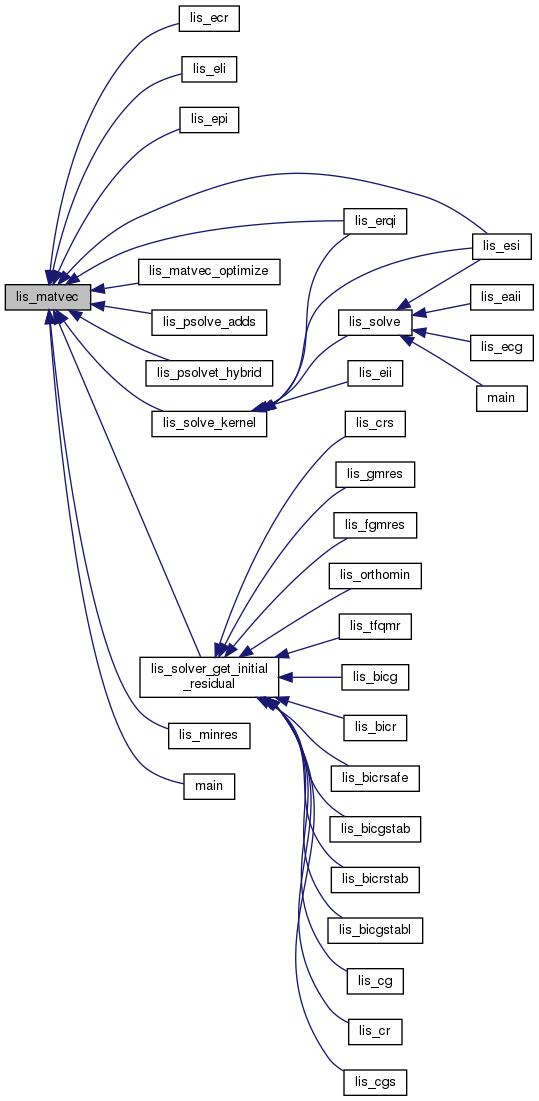 lis_ecr
lis_eli
lis_epi
lis_erqi
lis_esi
lis_matvec_optimize
lis_matvec
lis_eaii
lis_psolve_adds
lis_solve
lis_ecg
lis_psolvet_hybrid
lis_eii
main
lis_solve_kernel
lis_crs
lis_gmres
lis_fgmres
lis_orthomin
lis_tfqmr
lis_solver_get_initial
_residual
lis_bicg
lis_bicr
lis_minres
lis_bicrsafe
main
lis_bicgstab
lis_bicrstab
lis_bicgstabl
lis_cg
lis_cr
lis_cgs